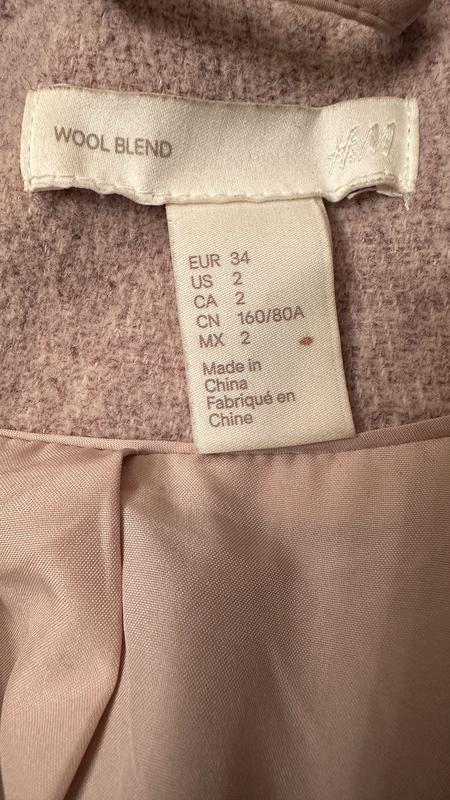 WOOL BLEND
H&M
EUR 34
US 2
CA 2
CN 160/80A
MX 2
Made in
China
Fabriqué en
Chine